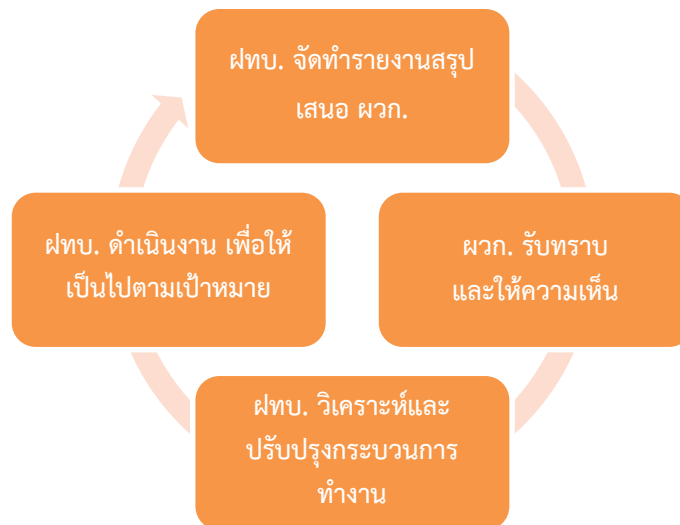 ฝทบ. จัดทำรายงานสรุป
เสนอ ผวก.
ผวก. รับทราบ
และให้ความเห็น
ฝทบ. วิเคราะห์และ
ปรับปรุงกระบวนการ
ทำงาน
ฝทบ. ดำเนินงาน เพื่อให้
เป็นไปตามเป้าหมาย